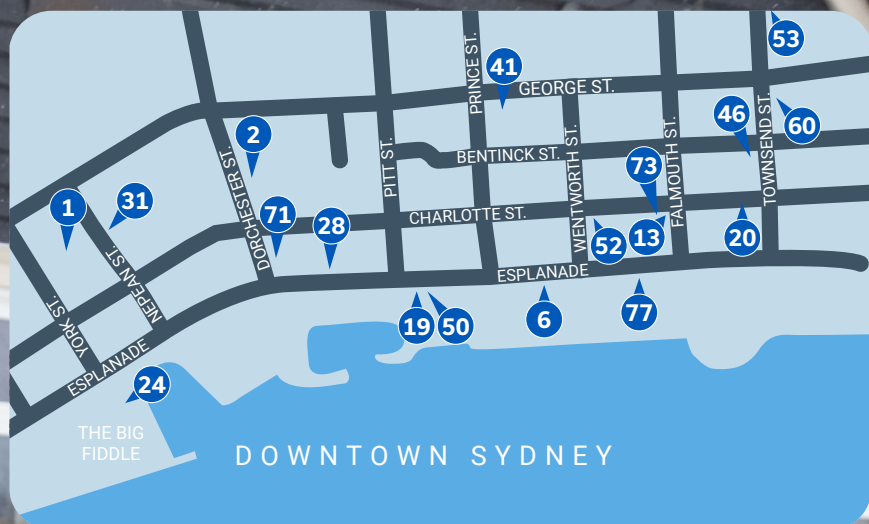 53
41
PRINCE ST.
GEORGE ST.
46
60
2
PITT ST.
BENTINCK ST.
WENTWORTH ST.
73
FALMOUTH ST.
TOWNSEND ST.
1
31
DORCHESTER ST.
71
28
CHARLOTTE ST.
52
13
20
NEPEAN ST.
ESPLANADE
YORK ST.
19
50
6
77
ESPLANADE
24
THE BIG
FIDDLE
DOWNTOWN SYDNEY